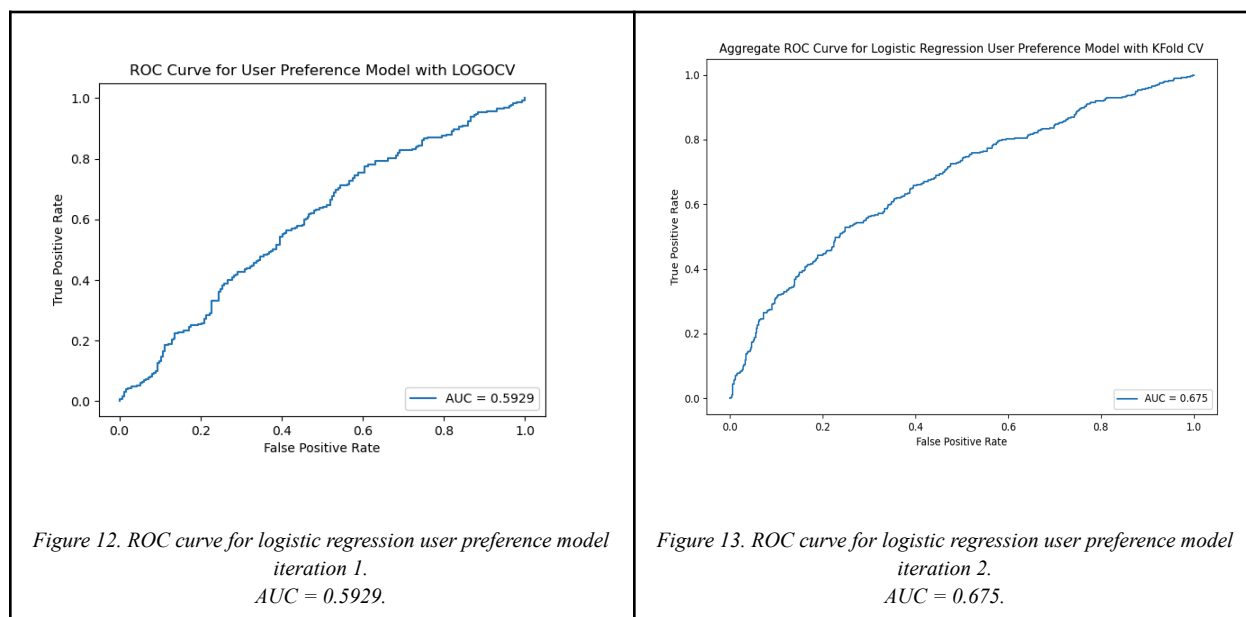 ROC Curve for User Preference Model with LOGOCV
1.0
0.8
0.6
0.4
0.2
0.0
True Positive Rate
AUC = 0.5929
0.0 0.2 0.4 0.6 0.8 1.0
False Positive Rate
Figure 12. ROC curve for logistic regression user preference model
iteration 1.
AUC = 0.5929.
Aggregate ROC Curve for Logistic Regression User Preference Model with KFold CV
1.0
0.8
0.6
0.4
0.2
0.0
True Positive Rate
AUC = 0.675
0.0 0.2 0.4 0.6 0.8 1.0
False Positive Rate
Figure 13. ROC curve for logistic regression user preference model
iteration 2.
AUC = 0.675.